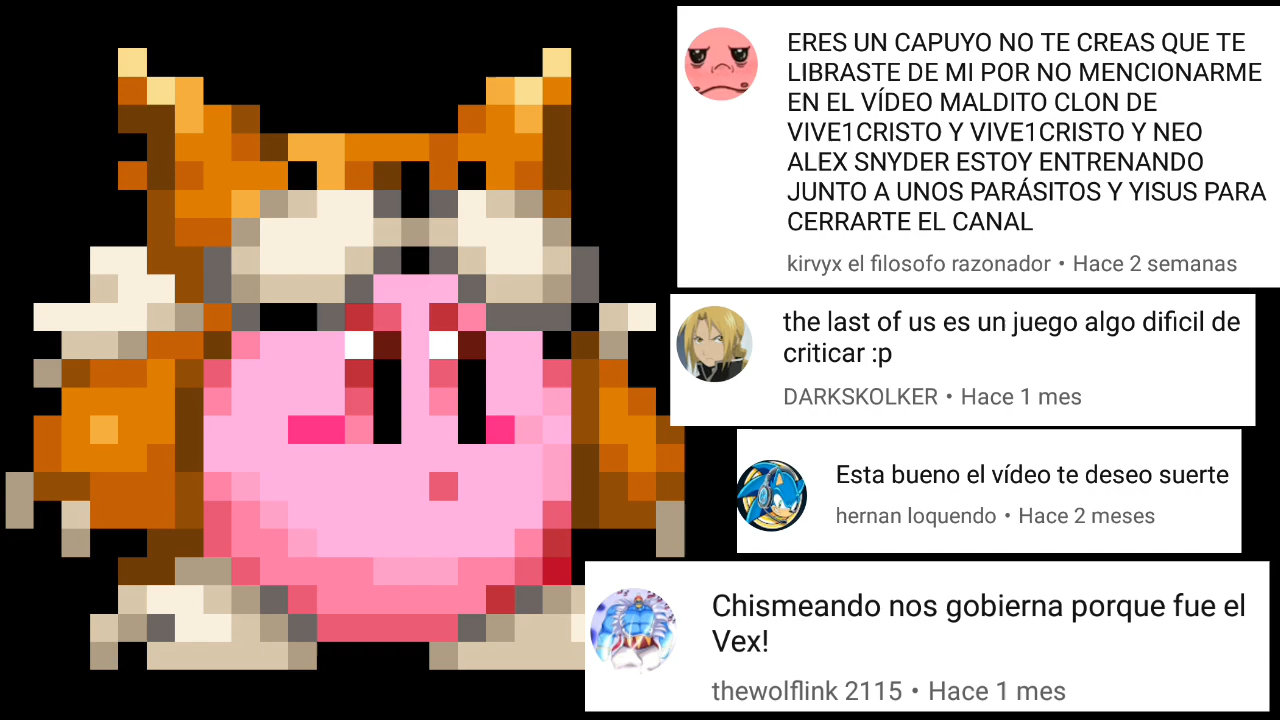 ERES UN CAPUYO NO TE CREAS QUE TE
LIBRASTE DE MI POR NO MENCIONARME
EN EL VÍDEO MALDITO CLON DE
VIVE1CRISTO Y VIVE1CRISTO Y NEO
ALEX SNYDER ESTOY ENTRENANDO
JUNTO A UNOS PARÁSITOS Y YISUS PARA
CERRARTE EL CANAL
kirvyx el filosofo razonador • Hace 2 semanas
the last of us es un juego algo dificil de
criticar :p
DARKSKOLKER • Hace 1 mes
Esta bueno el vídeo te deseo suerte
hernan loquendo • Hace 2 meses
Chismeando nos gobierna porque fue el
Vex!
thewolflink 2115 • Hace 1 mes